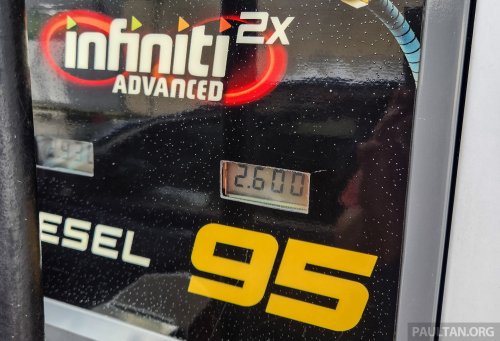 infiniti 2x
ADVANCED
2.600
ESEL
95
PAULTAN.ORG